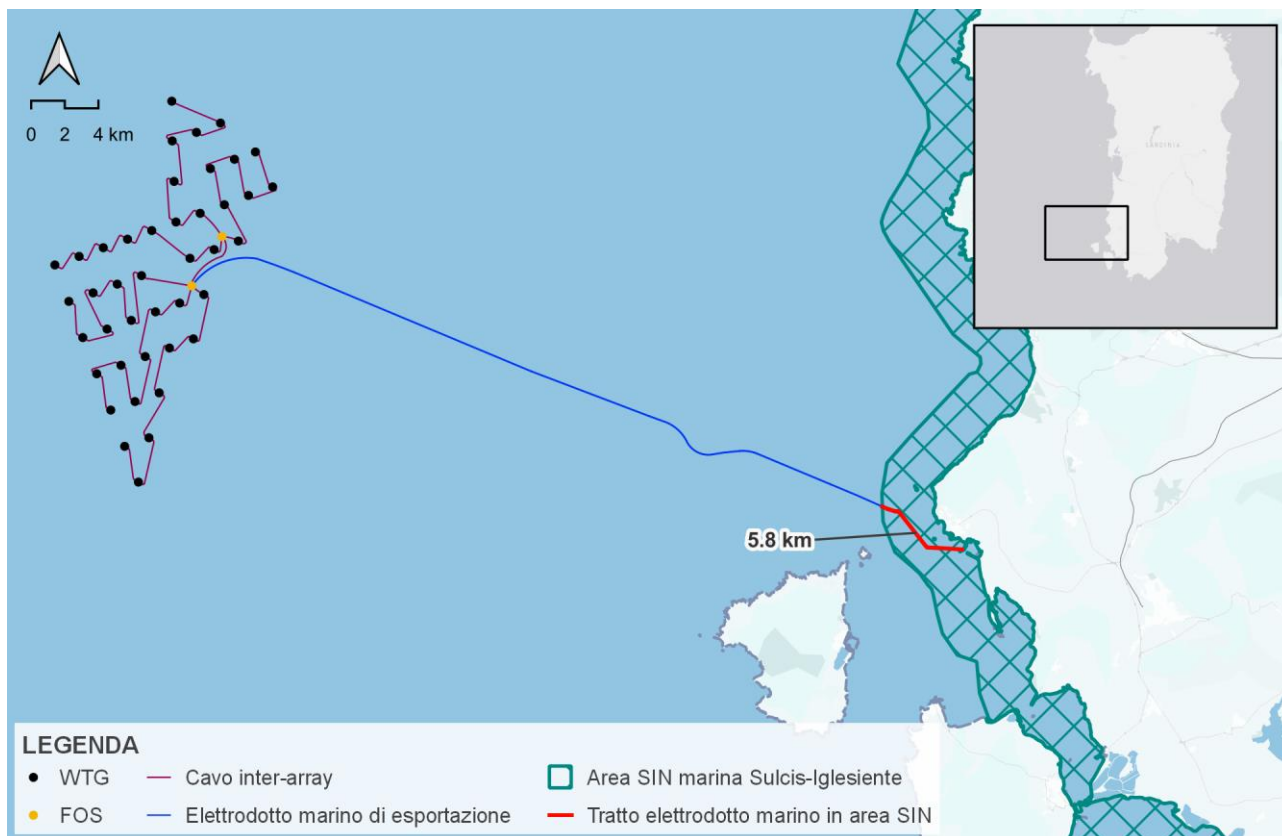 0 2 4 km
SARDINIA
5.8 km
LEGENDA
WTG
Cavo inter-array
Area SIN marina Sulcis-Iglesiente
FOS
Elettrodotto marino di esportazione
Tratto elettrodotto marino in area SIN